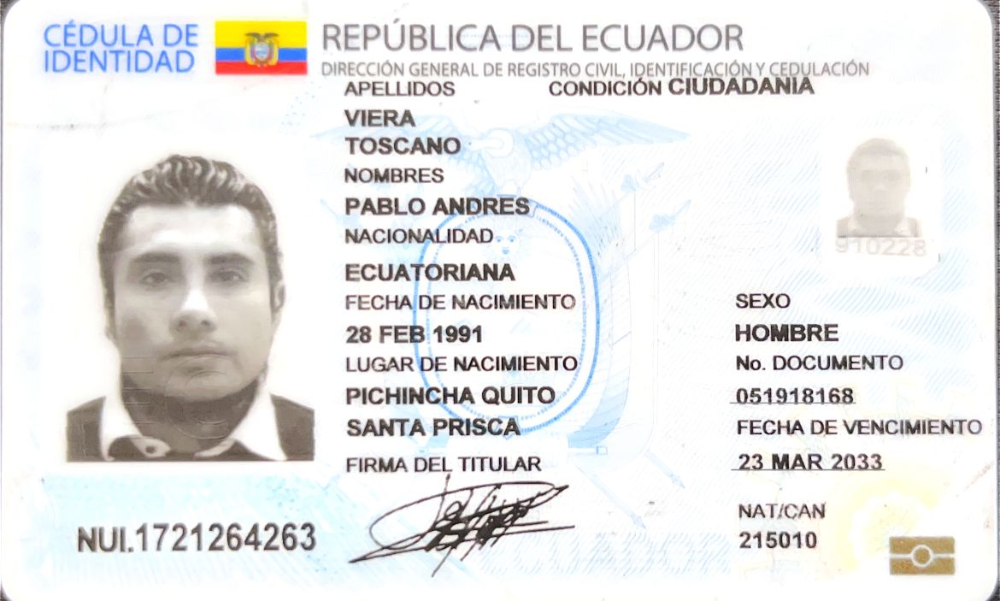 CÉDULA DE
IDENTIDAD
REPÚBLICA DEL ECUADOR
DIRECCIÓN GENERAL DE REGISTRO CIVIL, IDENTIFICACIÓN Y CEDULACIÓN
APELLIDOS
CONDICIÓN CIUDADANIA
VIERA
TOSCANO
NOMBRES
PABLO ANDRES
NACIONALIDAD
ECUATORIANA
FECHA DE NACIMIENTO
28 FEB 1991
LUGAR DE NACIMIENTO
PICHINCHA QUITO
SANTA PRISCA
FIRMA DEL TITULAR
910228
SEXO
HOMBRE
No. DOCUMENTO
051918168
FECHA DE VENCIMIENTO
23 MAR 2033
NAT/CAN
215010
NUI.1721264263
ECUADOR